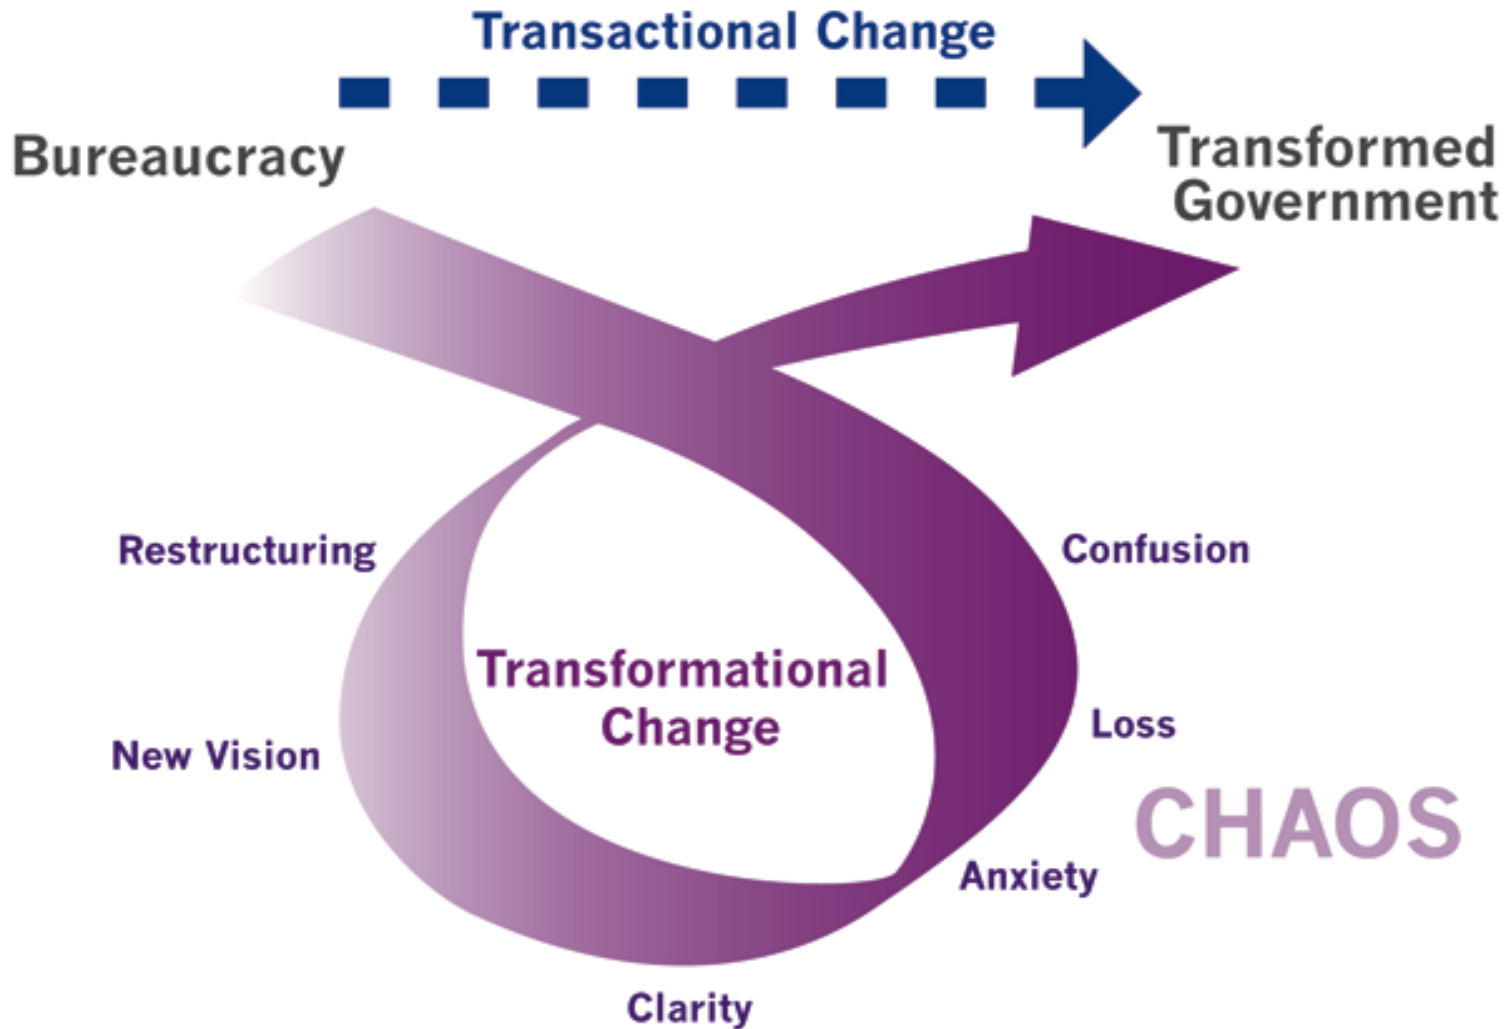 Transactional Change
Bureaucracy
Transformed
Government
Restructuring
Confusion
Transformational
Change
New Vision
Loss
CHAOS
Anxiety
Clarity